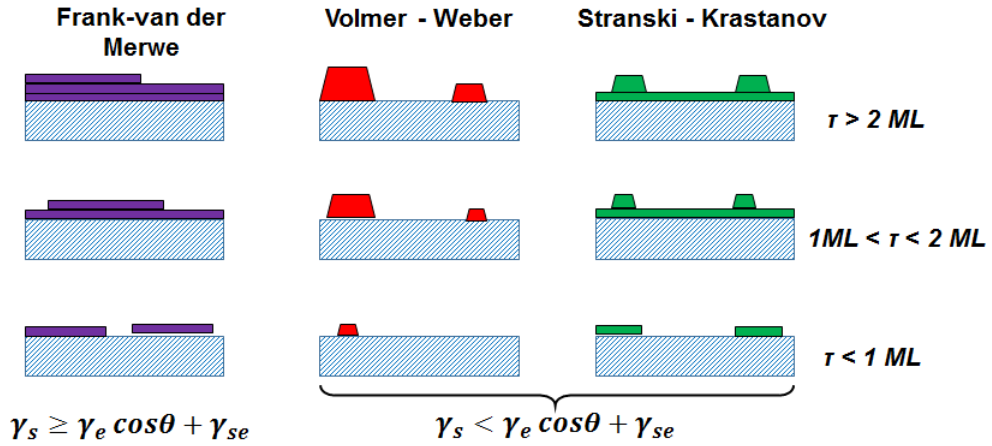 Frank-van der
Merwe
Volmer - Weber
Stranski - Krastanov
τ > 2 ML
1ML < τ < 2 ML
τ < 1 ML
γs ≥ γe cosθ + γse
γs < γe cosθ + γse